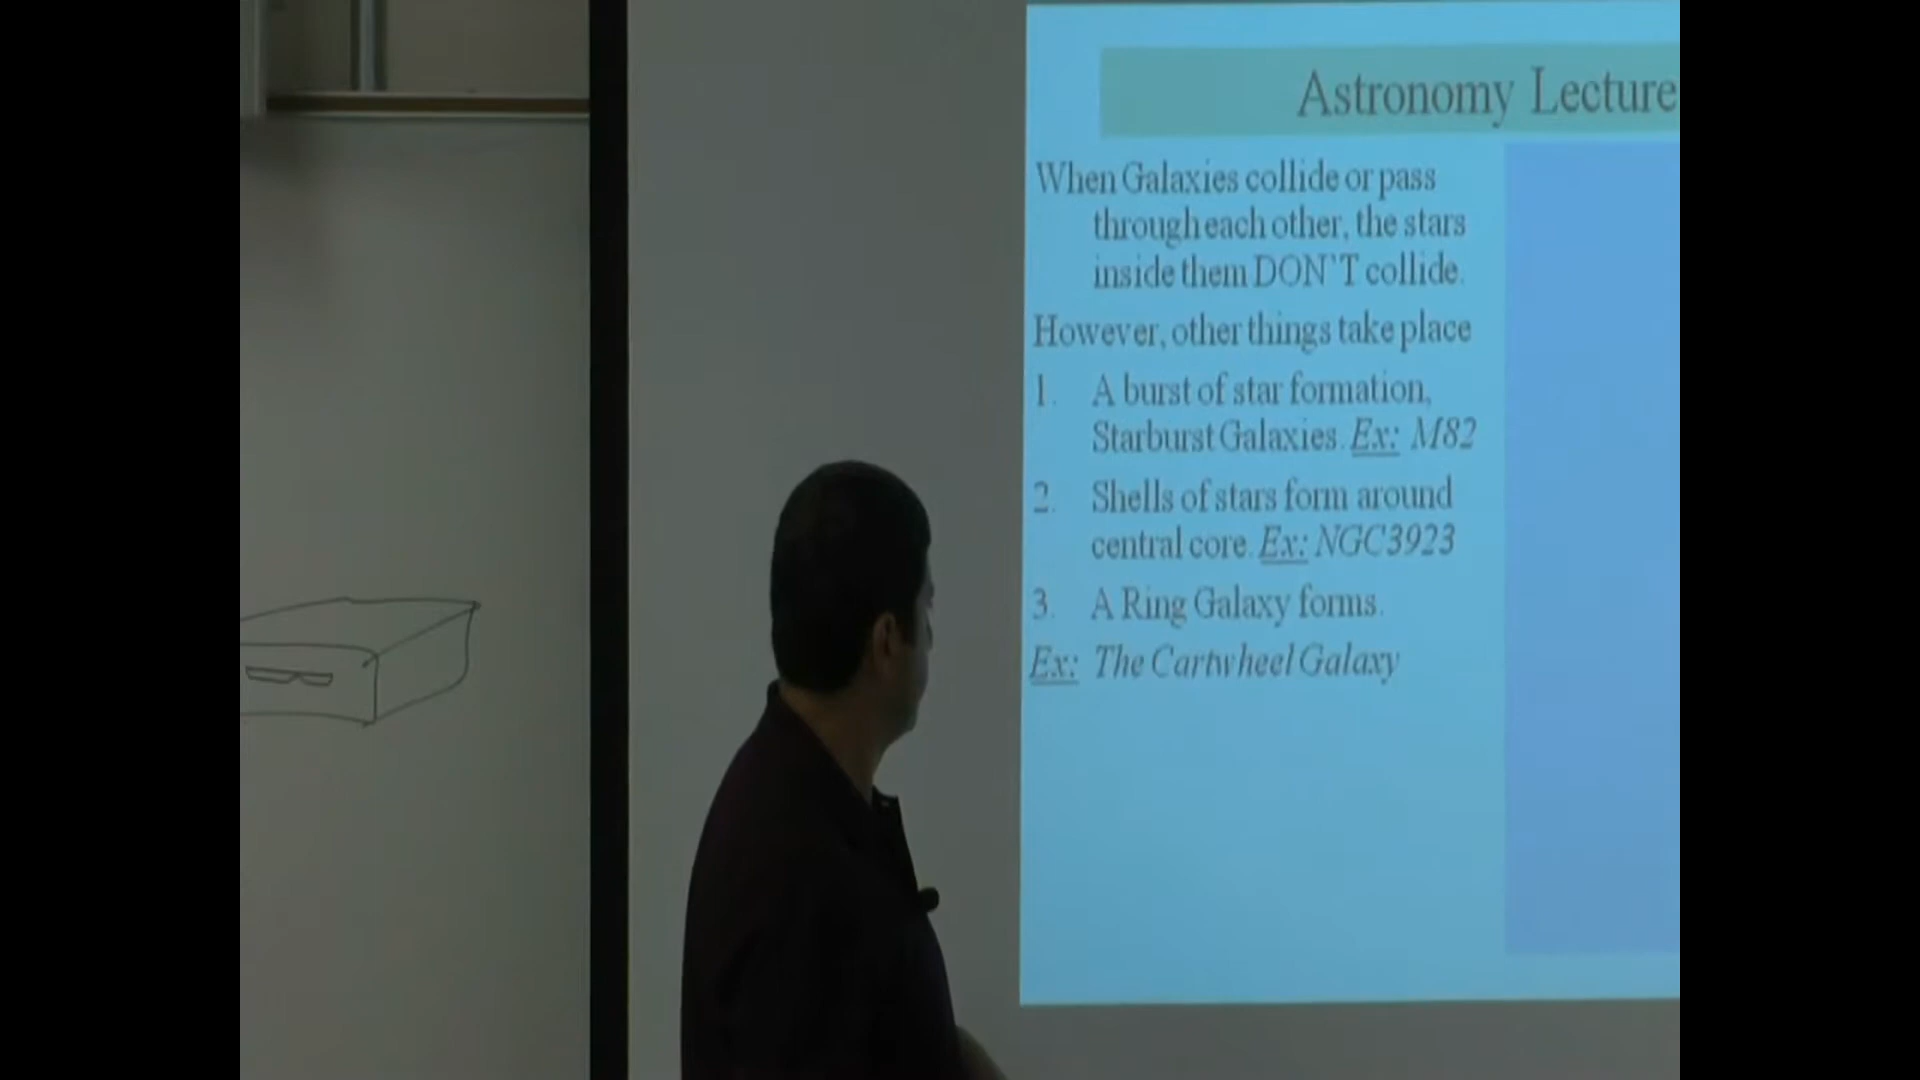 Astronomy Lecture
When Galaxies collide or pass
through each other, the stars
inside them DON'T collide.
However, other things take place
1. A burst of star formation,
Starburst Galaxies. Ex: M82
2. Shells of stars form around
central core. Ex: NGC3923
3. A Ring Galaxy forms.
Ex: The Cartwheel Galaxy